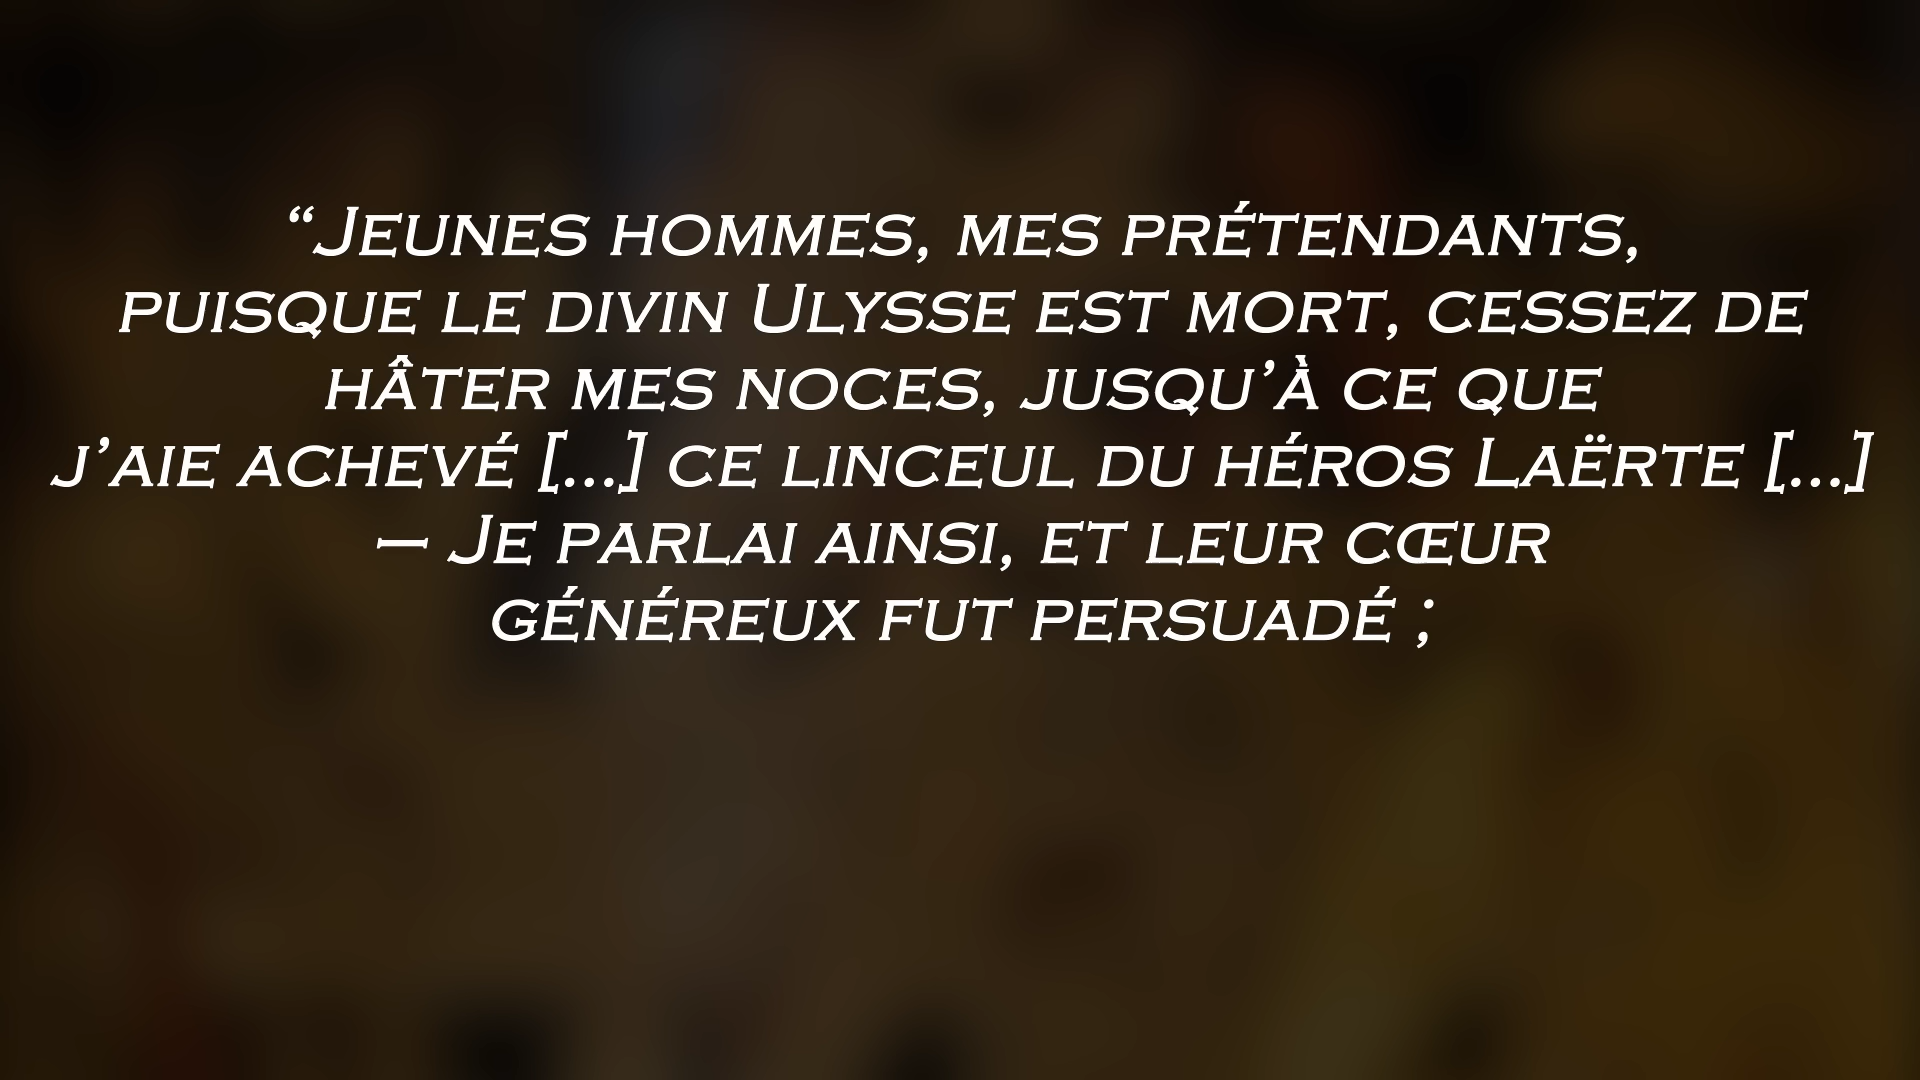 “Jeunes hommes, mes prétendants,
puisque le divin Ulysse est mort, cessez de
hâter mes noces, jusqu’à ce que
j’aie achevé [...] ce linceul du héros Laërte [...]
– Je parlai ainsi, et leur cœur
généreux fut persuadé ;